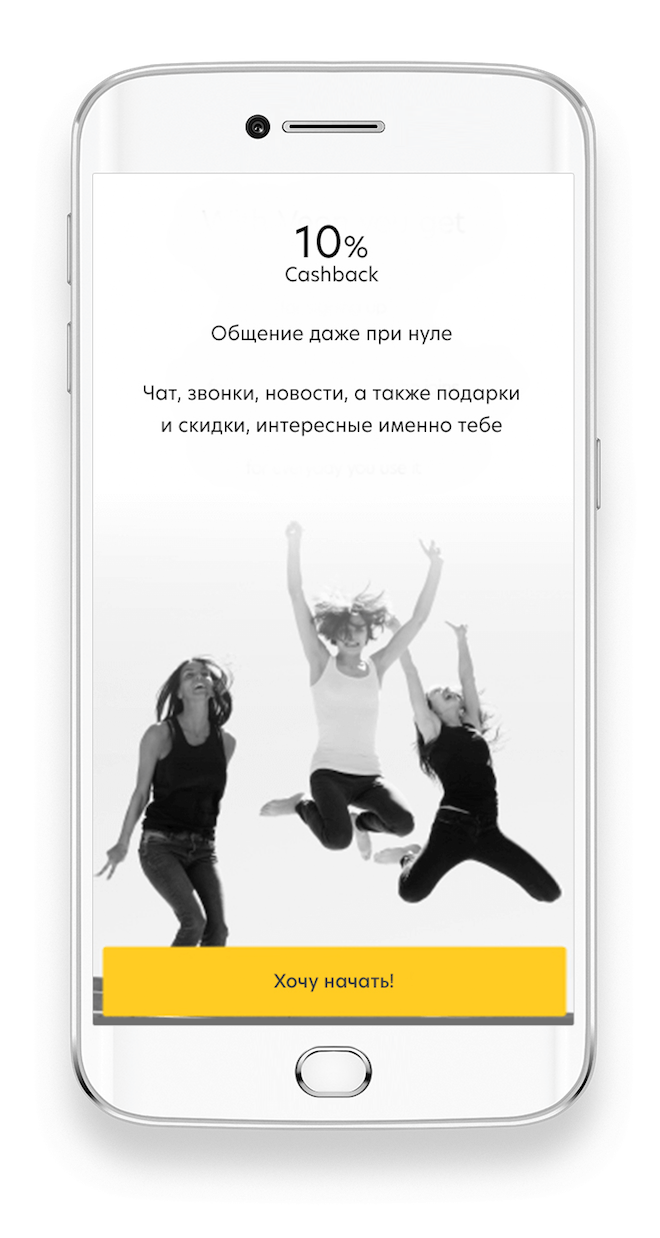 10%
Cashback
Общение даже при нуле
Чат, звонки, новости, а также подарки
и скидки, интересные именно тебе
Хочу начать!